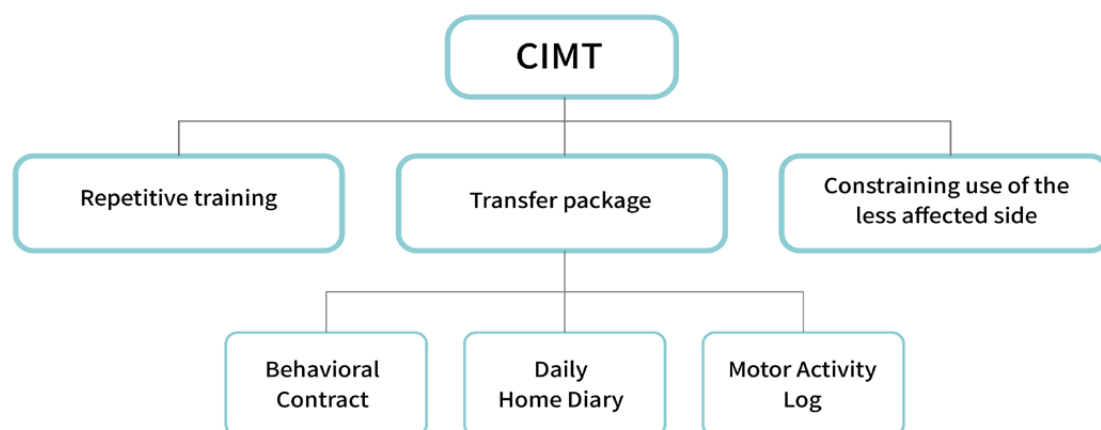 CIMT
Repetitive training
Transfer package
Constraining use of the
less affected side
Behavioral
Contract
Daily
Home Diary
Motor Activity
Log